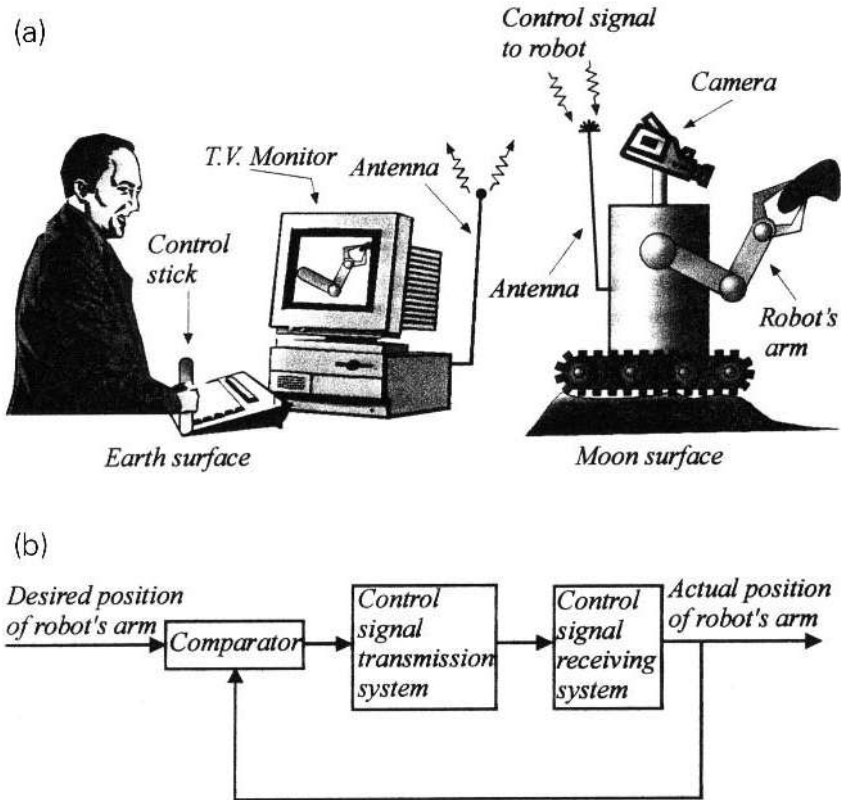 (a)
Control signal
to robot
Camera
T.V. Monitor
Antenna
Control
stick
Antenna
Robot's
arm
Earth surface
Moon surface
(b)
Desired position
of robot's arm
Comparator
Control
signal
transmission
system
Control
signal
receiving
system
Actual position
of robot's arm